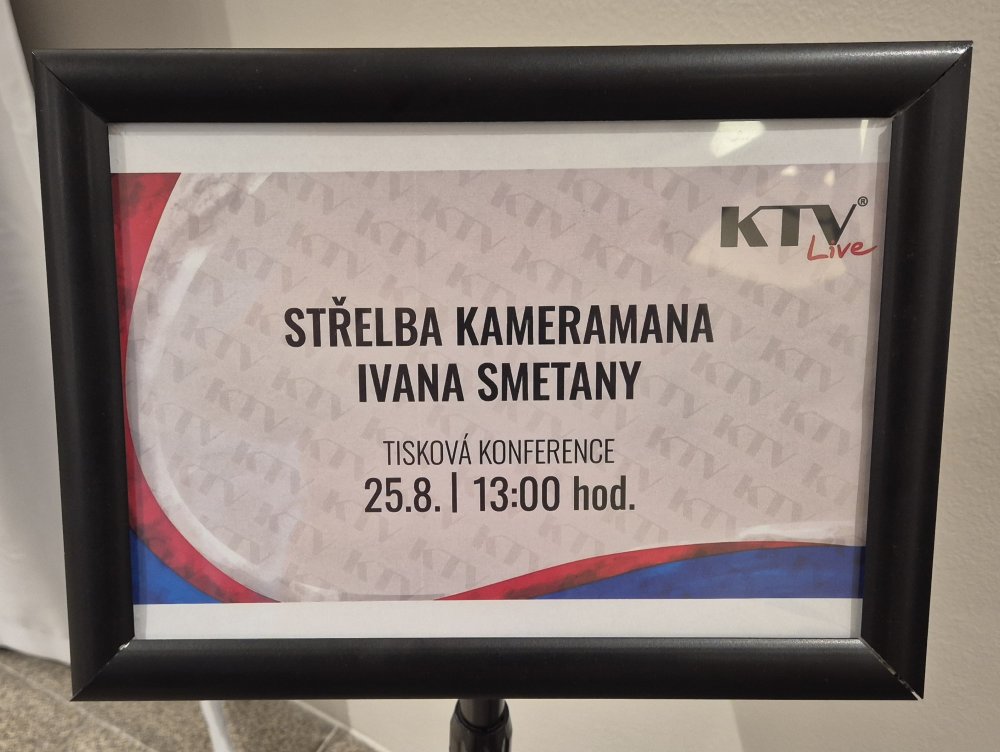 KTV®
Live
STŘELBA KAMERAMANA
IVANA SMETANY
TISKOVÁ KONFERENCE
25.8. | 13:00 hod.